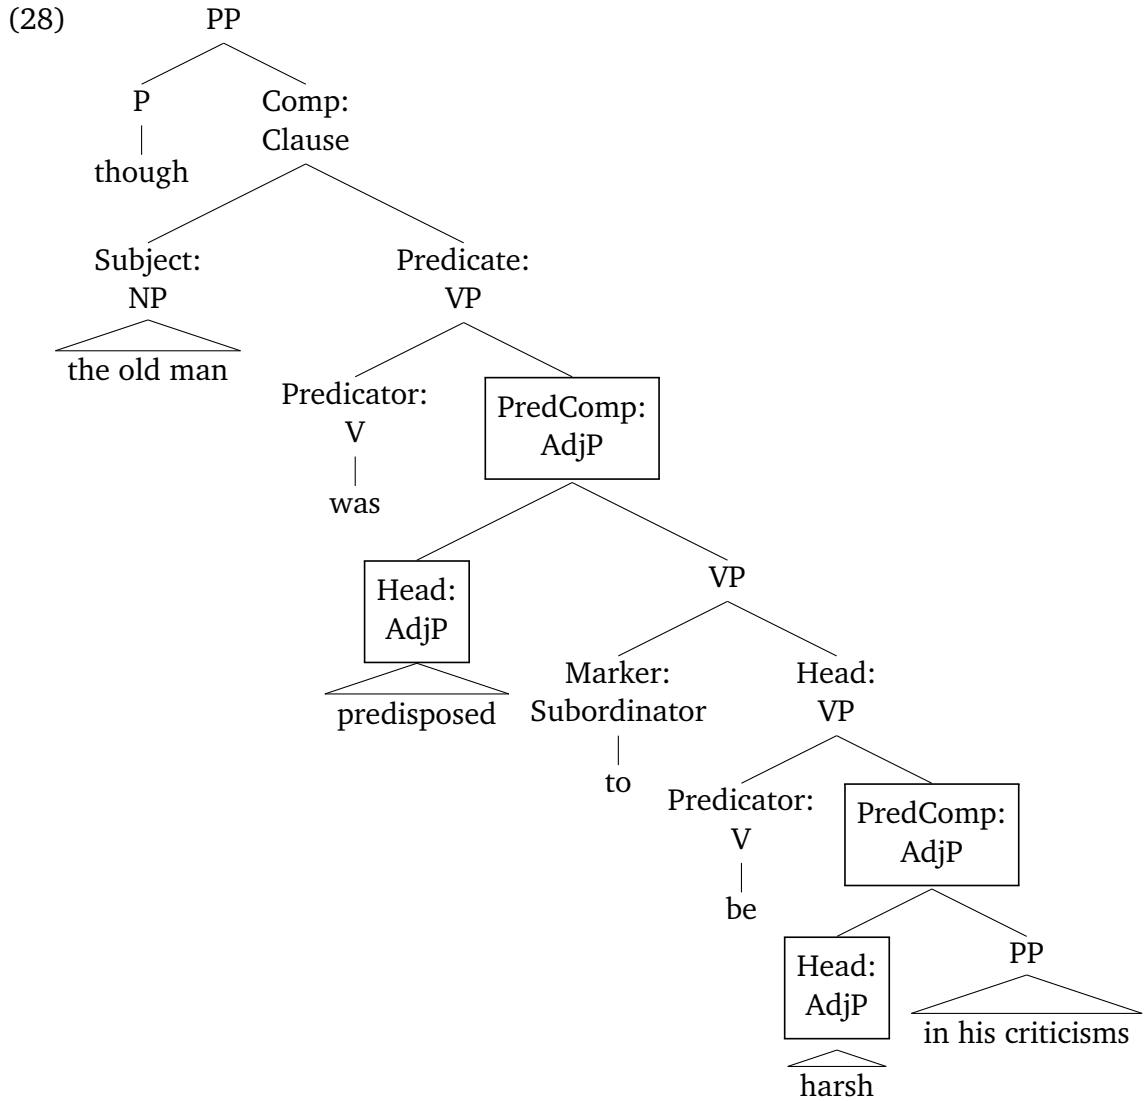 (28) PP
P Comp:
Clause
though
Subject: Predicate:
NP VP
the old man
Predicator: PredComp:
V AdjP
was
Head: VP
AdjP
predisposed
Marker: Head:
Subordinator VP
to
Predicator: PredComp:
V AdjP
be
Head: PP
AdjP
in his criticisms
harsh